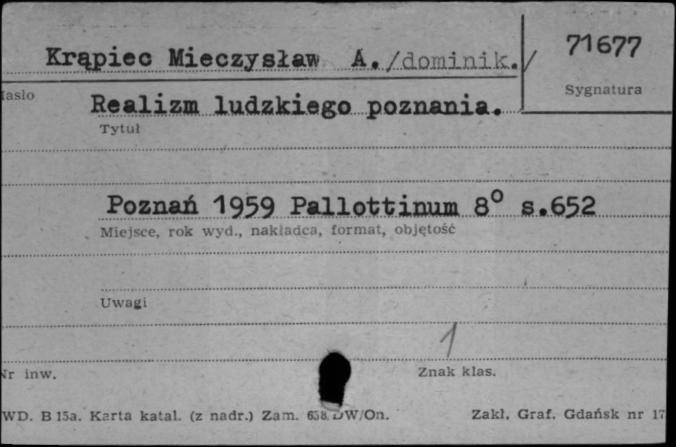 Krąpiec Mieczysław A./dominik./
71677
Sygnatura
Hasło
Realizm ludzkiego poznania.
Tytuł
Poznań 1959 Pallottinum 8° s.652
Miejsce, rok wyd., nakładca, format, objętość
Uwagi
1
Nr inw.
Znak klas.
WD. B 15a. Karta katal. (z nadr.) Zam. 658. DW/On.
Zakł. Graf. Gdańsk nr 17